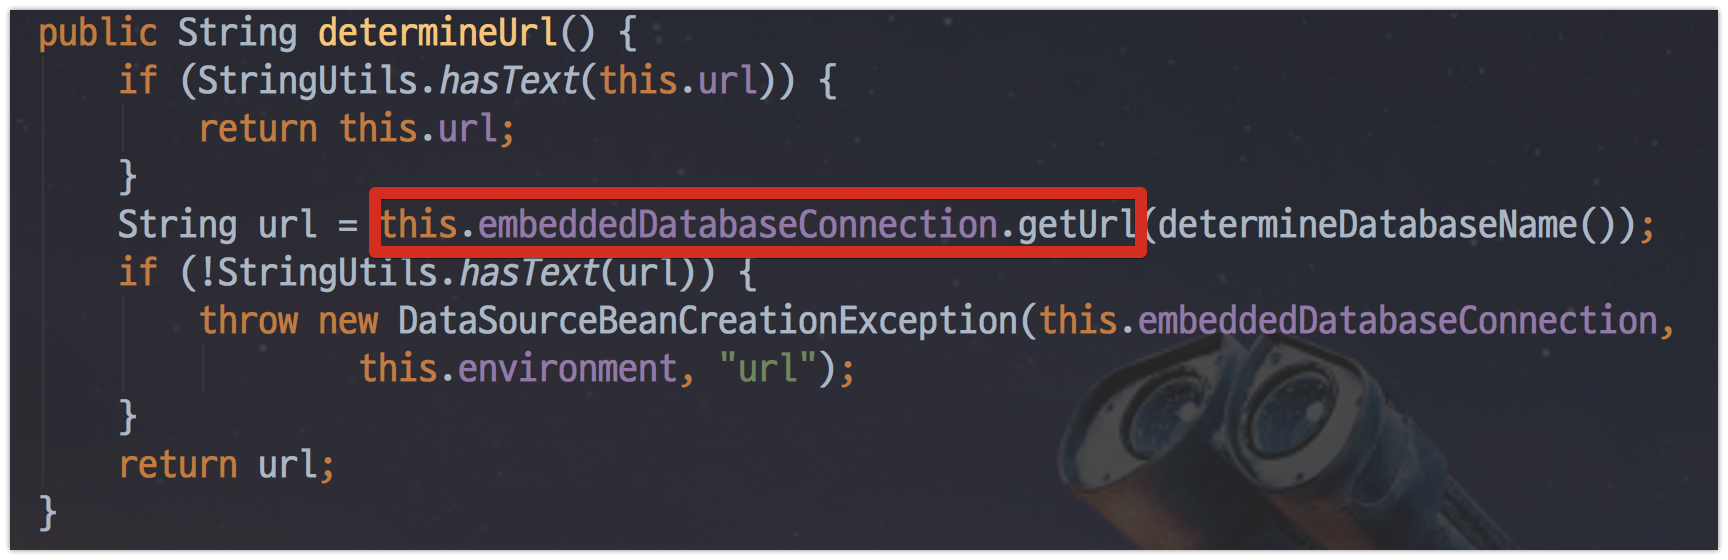 public String determineUrl() {
if (StringUtils.hasText(this.url)) {
return this.url;
}
String url = this.embeddedDatabaseConnection.getUrl(determineDatabaseName());
if (!StringUtils.hasText(url)) {
throw new DataSourceBeanCreationException(this.embeddedDatabaseConnection,
this.environment, "url");
}
return url;
}